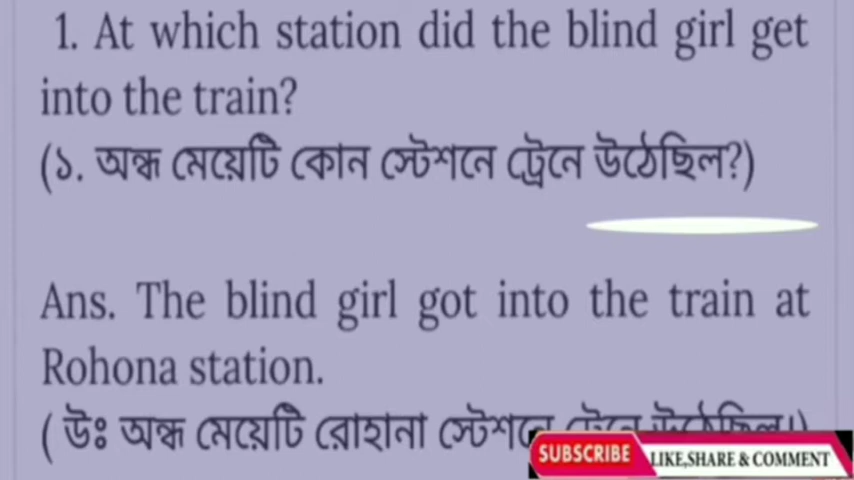 1. At which station did the blind girl get
into the train?
(১. অন্ধ মেয়েটি কোন স্টেশনে ট্রেনে উঠেছিল?)
Ans. The blind girl got into the train at
Rohona station.
( উঃ অন্ধ মেয়েটি রোহানা স্টেশনে ট্রেনে উঠেছিল।)
SUBSCRIBE LIKE,SHARE & COMMENT